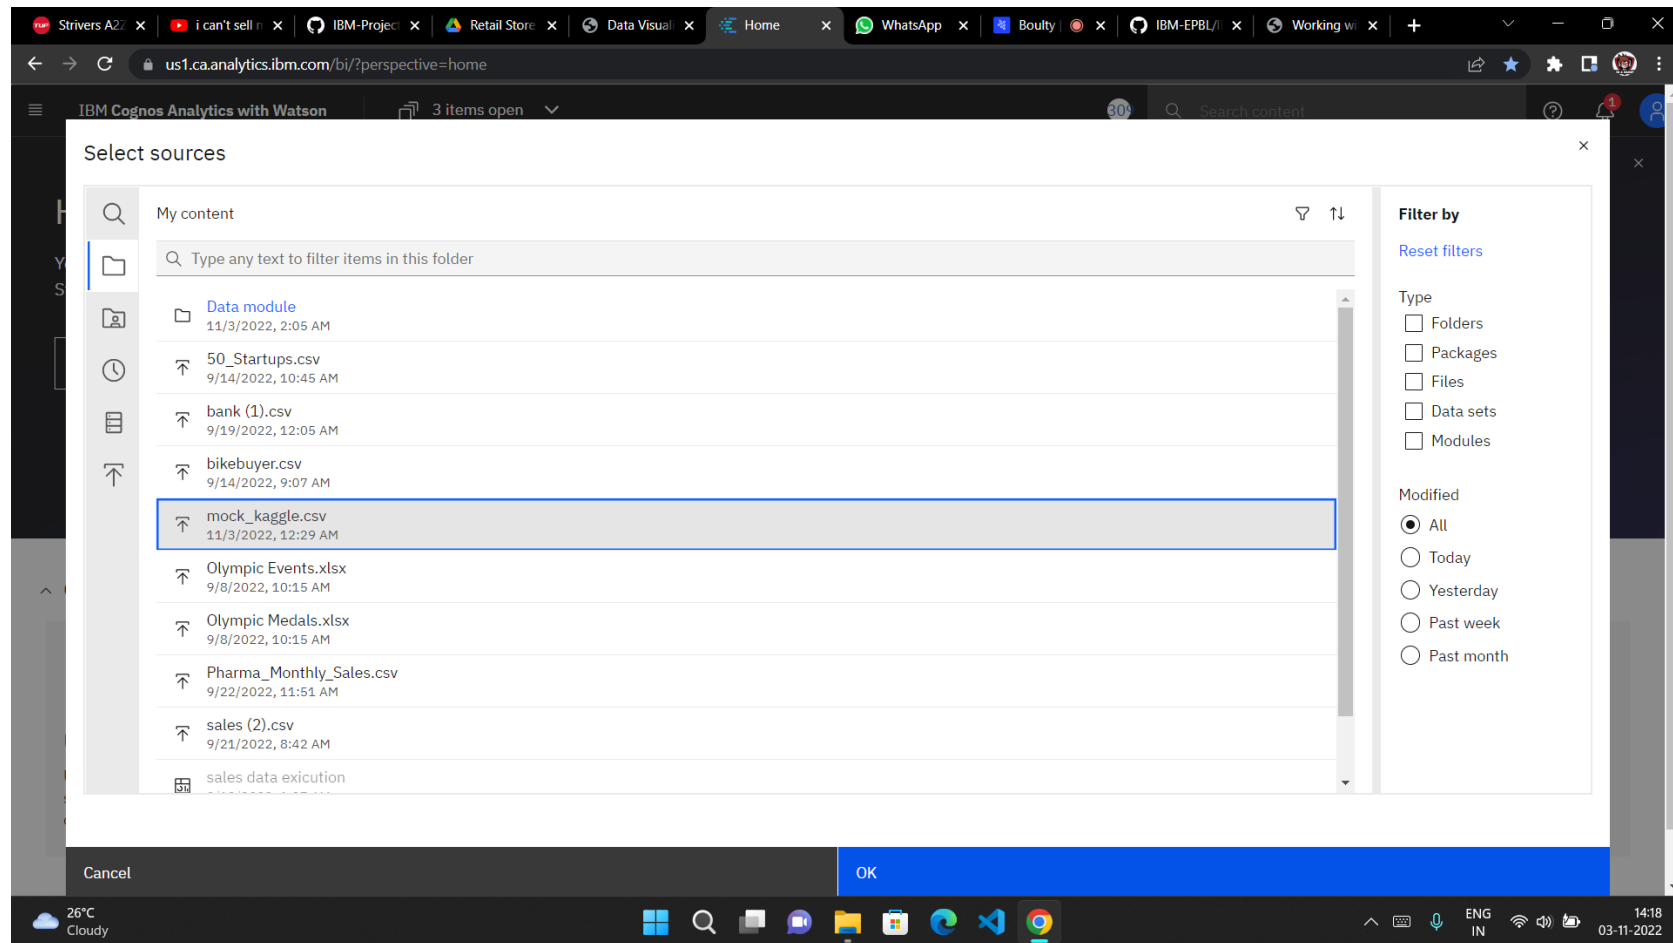 Strivers A2Z
i can't sell n
IBM-Project
Retail Store
Data Visuali
Home
WhatsApp
Boulty
IBM-EPBL/I
Working wi
us1.ca.analytics.ibm.com/bi/?perspective=home
IBM Cognos Analytics with Watson
3 items open
Search content
1
Select sources
My content
Type any text to filter items in this folder
Data module
11/3/2022, 2:05 AM
50_Startups.csv
9/14/2022, 10:45 AM
bank (1).csv
9/19/2022, 12:05 AM
bikebuyer.csv
9/14/2022, 9:07 AM
mock_kaggle.csv
11/3/2022, 12:29 AM
Olympic Events.xlsx
9/8/2022, 10:15 AM
Olympic Medals.xlsx
9/8/2022, 10:15 AM
Pharma_Monthly_Sales.csv
9/22/2022, 11:51 AM
sales (2).csv
9/21/2022, 8:42 AM
sales data exicution
Filter by
Reset filters
Type
Folders
Packages
Files
Data sets
Modules
Modified
All
Today
Yesterday
Past week
Past month
Cancel
OK
26°C
Cloudy
ENG
IN
14:18
03-11-2022